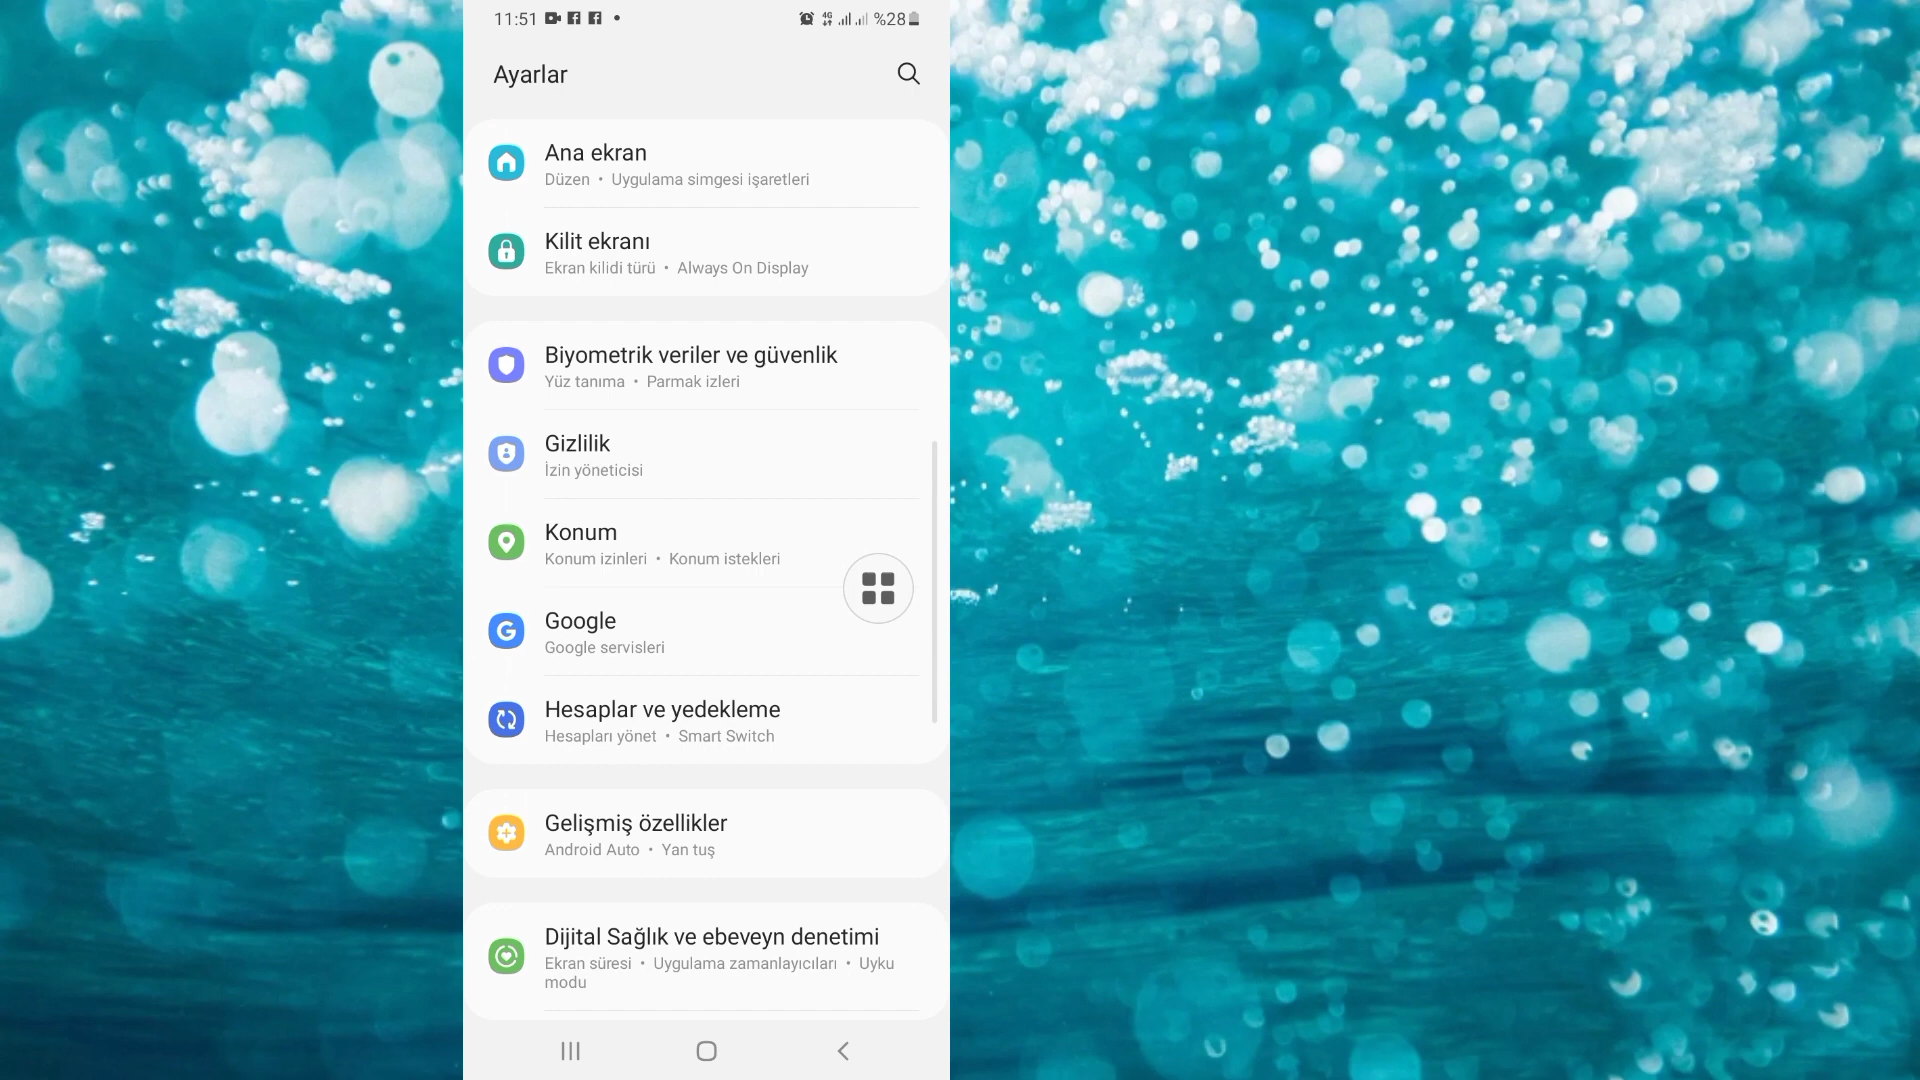 11:51 4G %28
Ayarlar
Ana ekran
Düzen • Uygulama simgesi işaretleri
Kilit ekranı
Ekran kilidi türü • Always On Display
Biyometrik veriler ve güvenlik
Yüz tanıma • Parmak izleri
Gizlilik
İzin yöneticisi
Konum
Konum izinleri • Konum istekleri
Google
Google servisleri
Hesaplar ve yedekleme
Hesapları yönet • Smart Switch
Gelişmiş özellikler
Android Auto • Yan tuş
Dijital Sağlık ve ebeveyn denetimi
Ekran süresi • Uygulama zamanlayıcıları • Uyku
modu